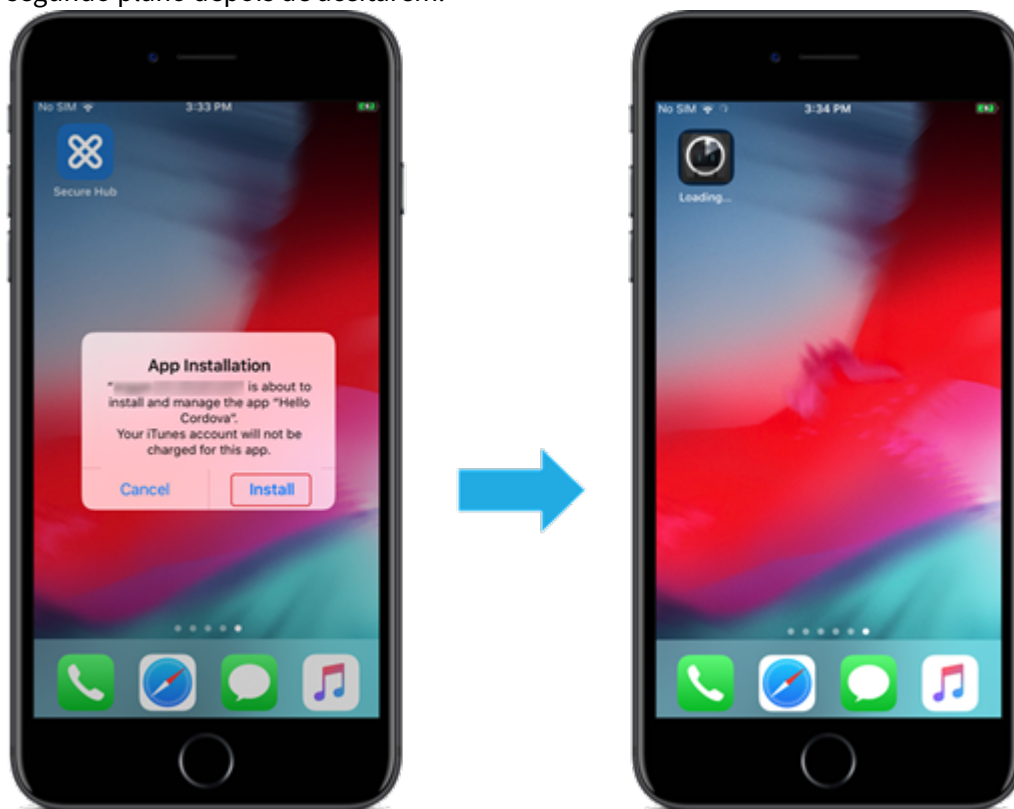 segundo plano depois de aceitarem.
No SIM 3:33 PM
Secure Hub
App Installation
" is about to
install and manage the app "Hello
Cordova".
Your iTunes account will not be
charged for this app.
Cancel Install
No SIM 3:34 PM
Loading...